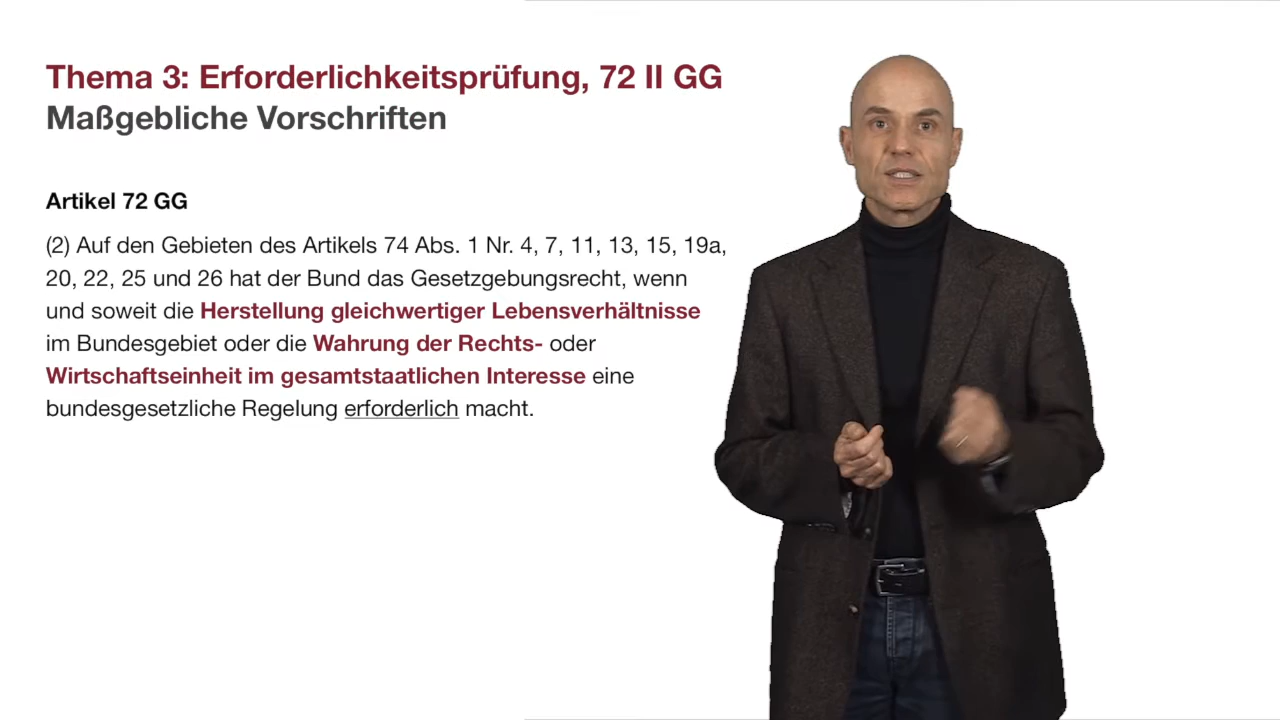 Thema 3: Erforderlichkeitsprüfung, 72 II GG
Maßgebliche Vorschriften
Artikel 72 GG
(2) Auf den Gebieten des Artikels 74 Abs. 1 Nr. 4, 7, 11, 13, 15, 19a,
20, 22, 25 und 26 hat der Bund das Gesetzgebungsrecht, wenn
und soweit die Herstellung gleichwertiger Lebensverhältnisse
im Bundesgebiet oder die Wahrung der Rechts- oder
Wirtschaftseinheit im gesamtstaatlichen Interesse eine
bundesgesetzliche Regelung erforderlich macht.